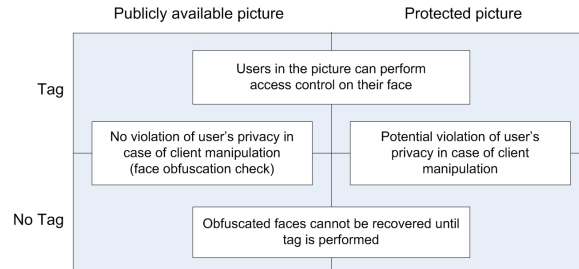 Publicly available picture
Protected picture
Tag
Users in the picture can perform
access control on their face
No violation of user's privacy in
case of client manipulation
(face obfuscation check)
Potential violation of user's
privacy in case of client
manipulation
No Tag
Obfuscated faces cannot be recovered until
tag is performed